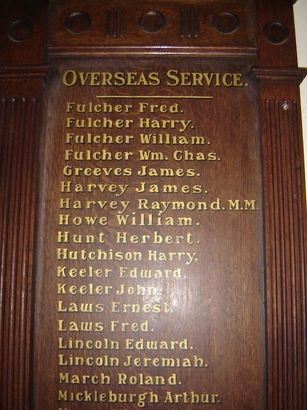 OVERSEAS SERVICE.
FULCHER FRED.
FULCHER HARRY.
FULCHER WILLIAM.
FULCHER WM. CHAS.
GREEVES JAMES.
HARVEY JAMES.
HARVEY RAYMOND. M.M.
HOWE WILLIAM.
HUNT HERBERT.
HUTCHISON HARRY.
KEELER EDWARD.
KEELER JOHN.
LAWS ERNEST.
LAWS FRED.
LINCOLN EDWARD.
LINCOLN JEREMIAH.
MARCH ROLAND.
MICKLEBURGH ARTHUR.